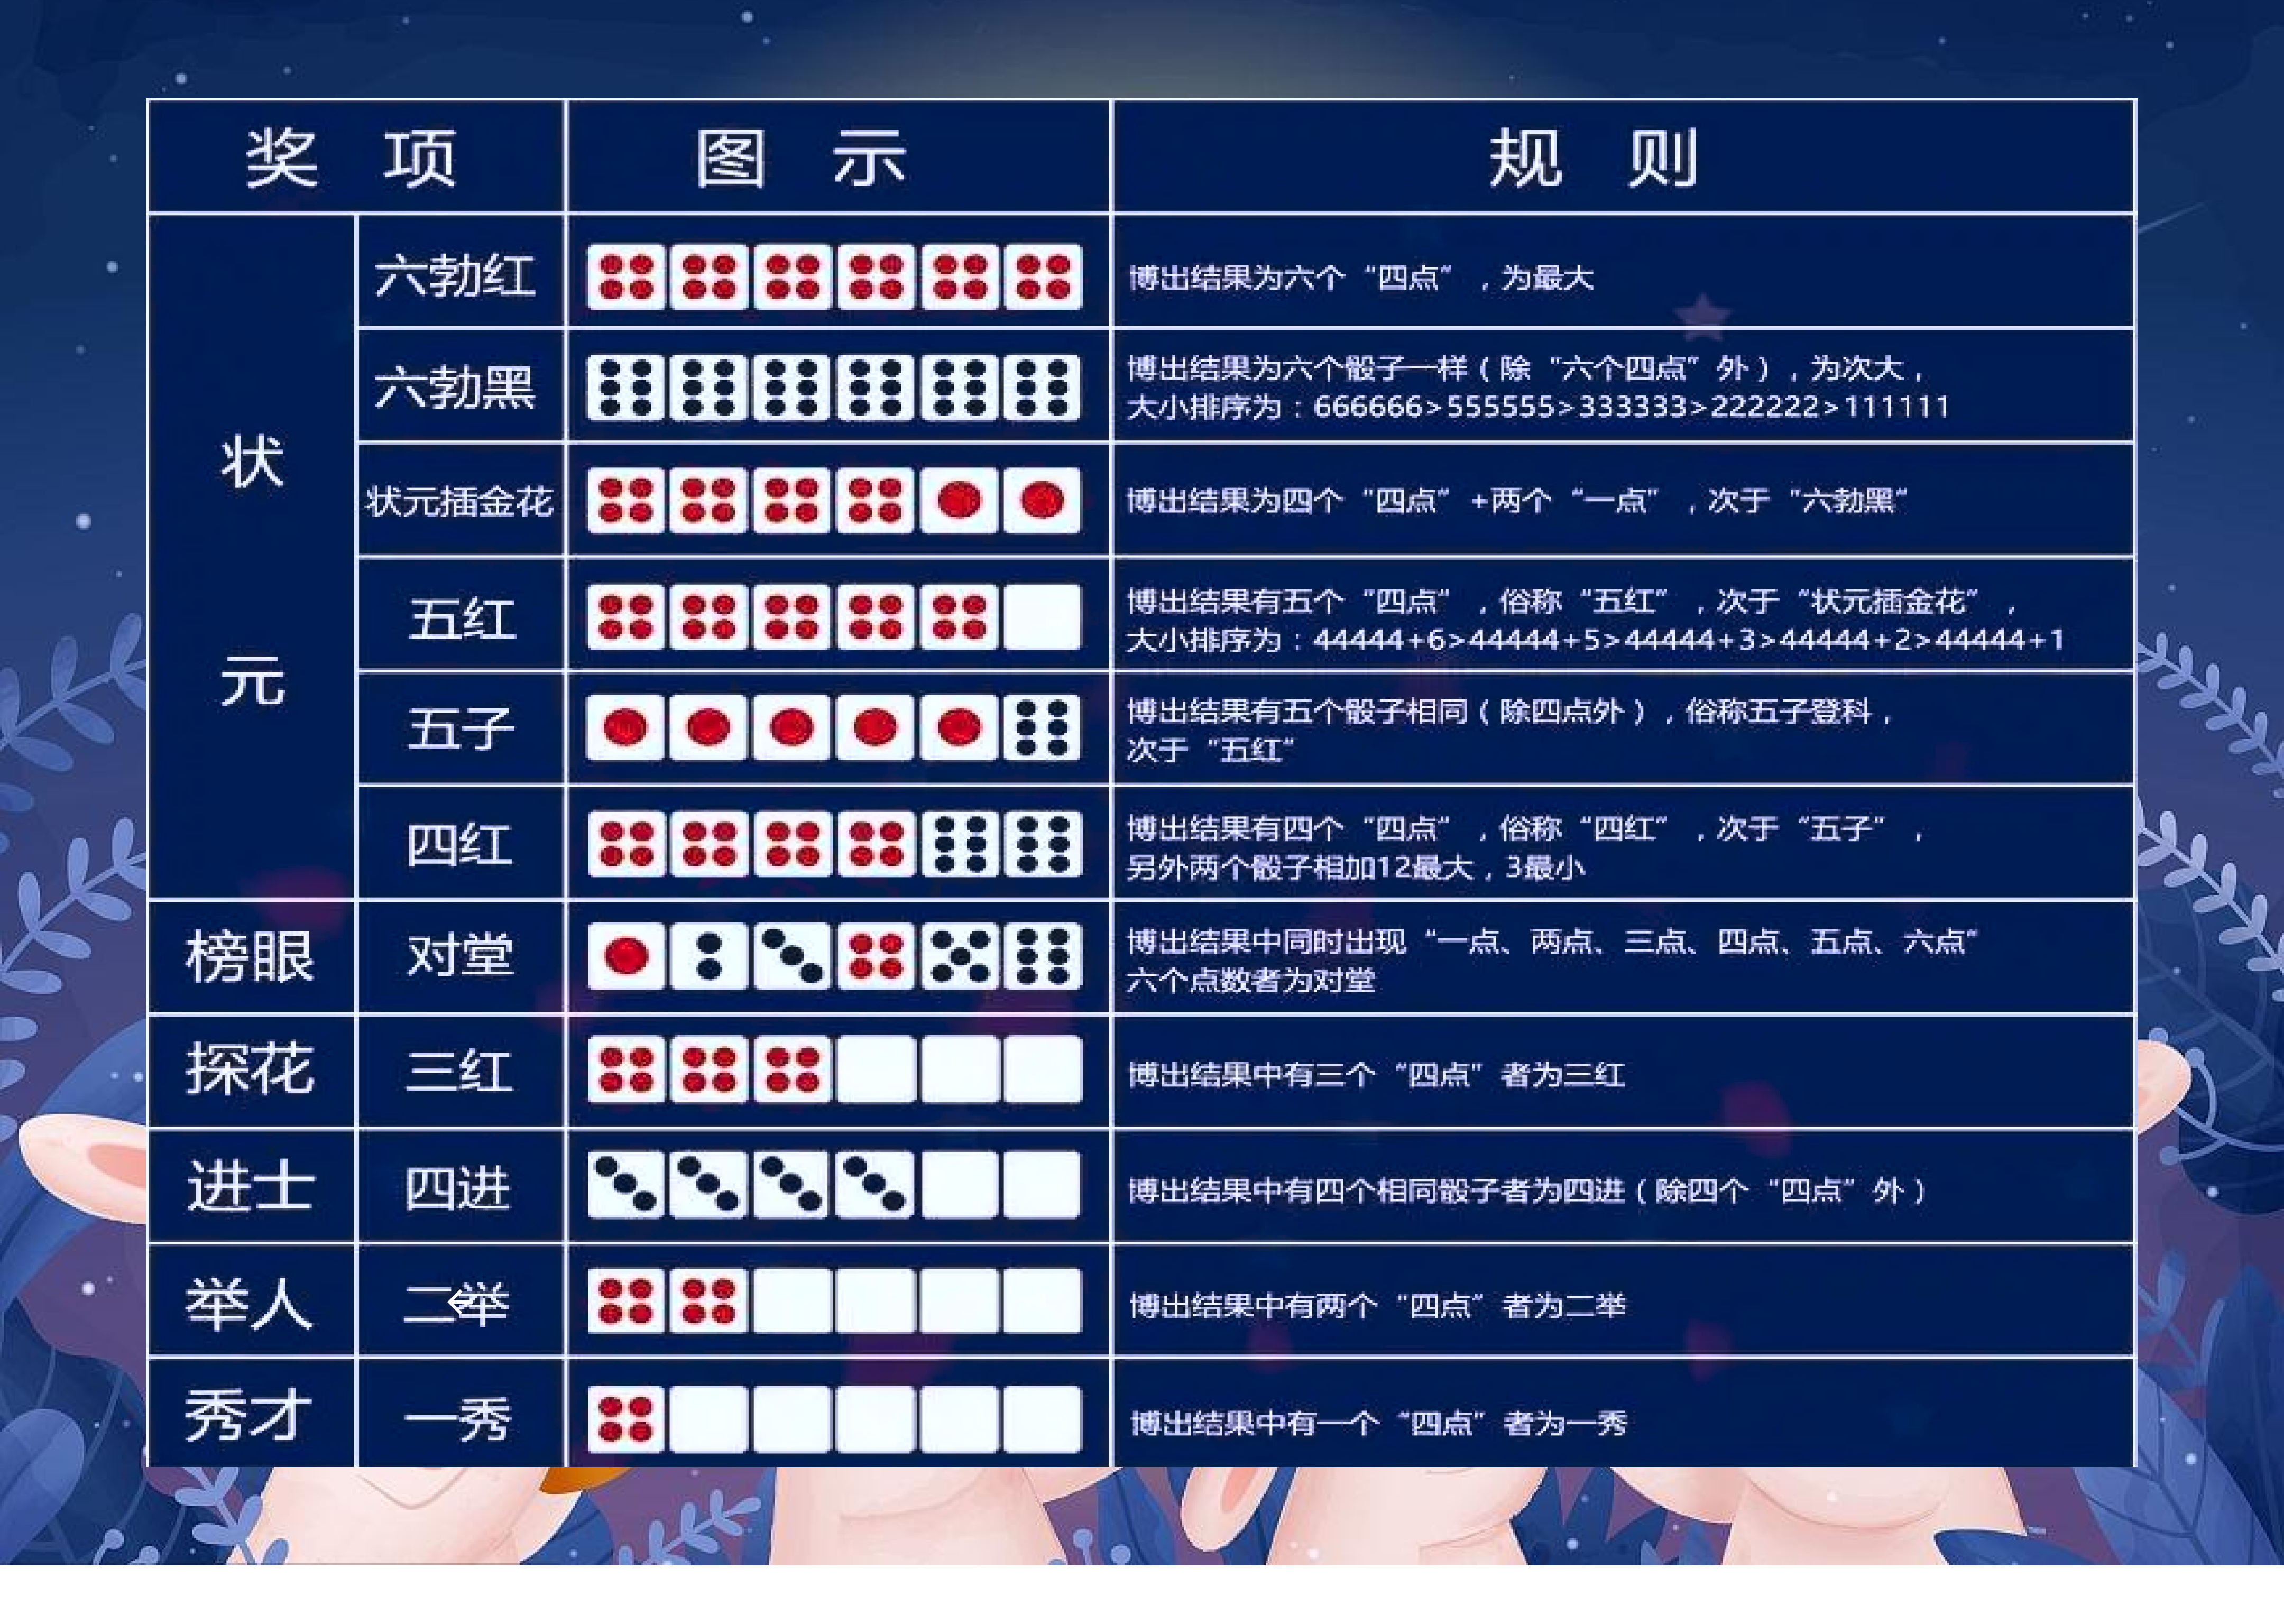 奖 项 图 示 规 则
状元
六勃红 博出结果为六个“四点”,为最大
六勃黑 博出结果为六个骰子一样(除“六个四点”外),为次大,
大小排序为:666666>555555>333333>222222>111111
状元插金花 博出结果为四个“四点”+两个“一点”,次于“六勃黑”
五红 博出结果有五个“四点”,俗称“五红”,次于“状元插金花”,
大小排序为:44444+6>44444+5>44444+3>44444+2>44444+1
五子 博出结果有五个骰子相同(除四点外),俗称五子登科,
次于“五红”
四红 博出结果有四个“四点”,俗称“四红”,次于“五子”,
另外两个骰子相加12最大,3最小
榜眼 对堂 博出结果中同时出现“一点、两点、三点、四点、五点、六点”
六个点数者为对堂
探花 三红 博出结果中有三个“四点”者为三红
进士 四进 博出结果中有四个相同骰子者为四进(除四个“四点”外)
举人 二举 博出结果中有两个“四点”者为二举
秀才 一秀 博出结果中有一个“四点”者为一秀